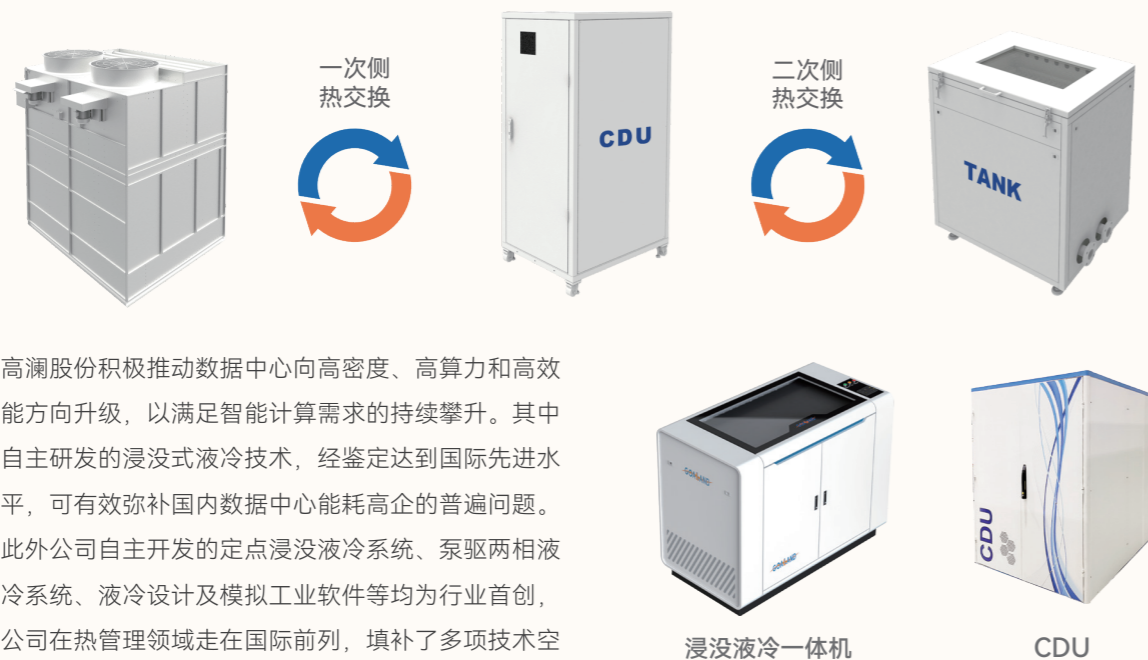 一次侧
热交换
CDU
二次侧
热交换
TANK
高澜股份积极推动数据中心向高密度、高算力和高效
能方向升级，以满足智能计算需求的持续攀升。其中
自主研发的浸没式液冷技术，经鉴定达到国际先进水
平，可有效弥补国内数据中心能耗高企的普遍问题。
此外公司自主开发的定点浸没液冷系统、泵驱两相液
冷系统、液冷设计及模拟工业软件等均为行业首创，
公司在热管理领域走在国际前列，填补了多项技术空
CDU
浸没液冷一体机
CDU